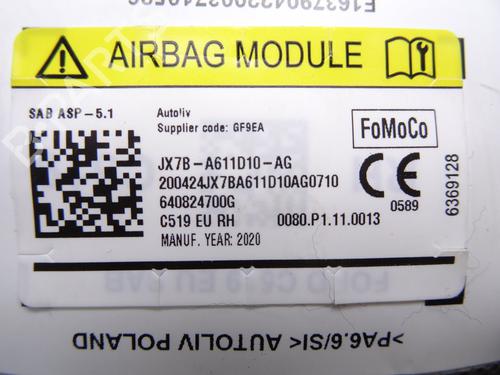 AIRBAG MODULE
SAB ASP-5.1
Autoliv
Supplier code: GF9EA
FoMoCo
JX7B-A611D10-AG
200424JX7BA611D10AG0710
640824700G
C519 EU RH 0080.P1.11.0013
MANUF. YEAR: 2020
CE
0589
6369128
>PA6.6/SI< AUTOLIV POLAND